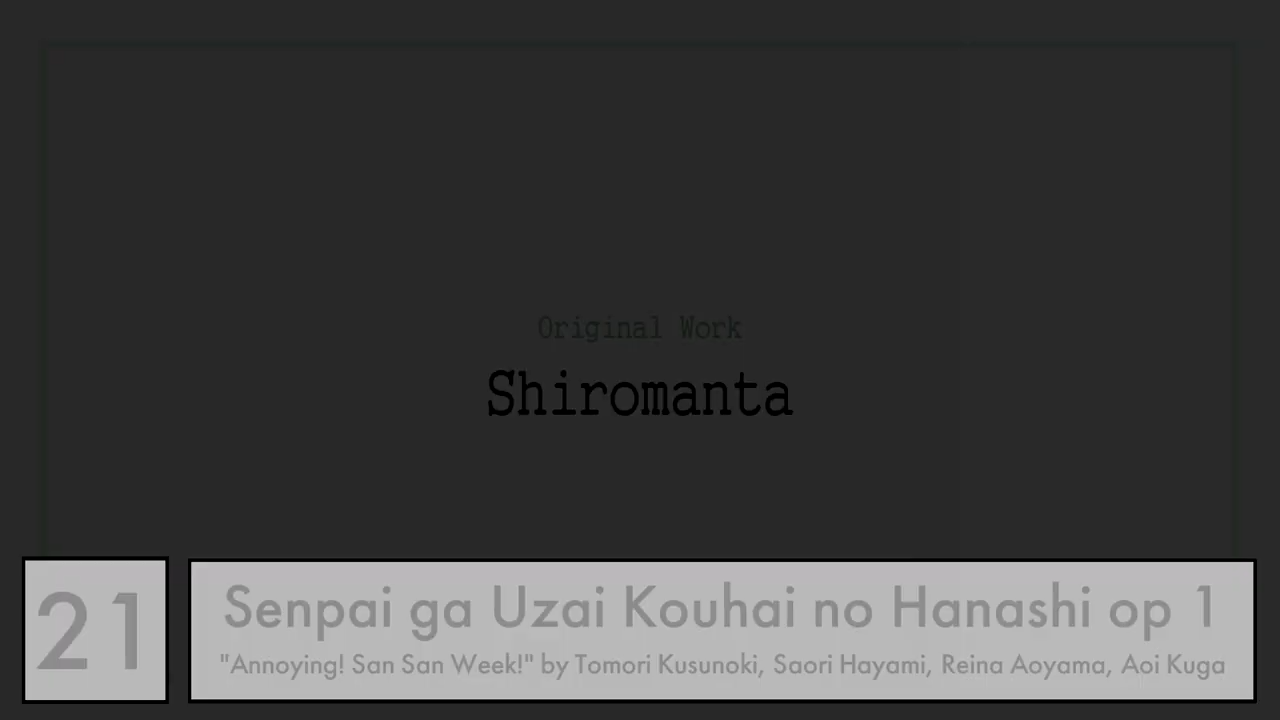 Original Work
Shiromanta
21
Senpai ga Uzai Kouhai no Hanashi op 1
"Annoying! San San Week!" by Tomori Kusunoki, Saori Hayami, Reina Aoyama, Aoi Kuga